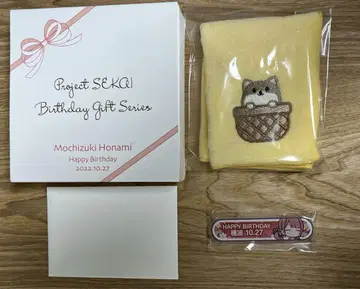 Project SEKAI
Birthday Gift Series
Mochizuki Honami
Happy Birthday
2022.10.27
HAPPY BIRTHDAY
穂波 10.27